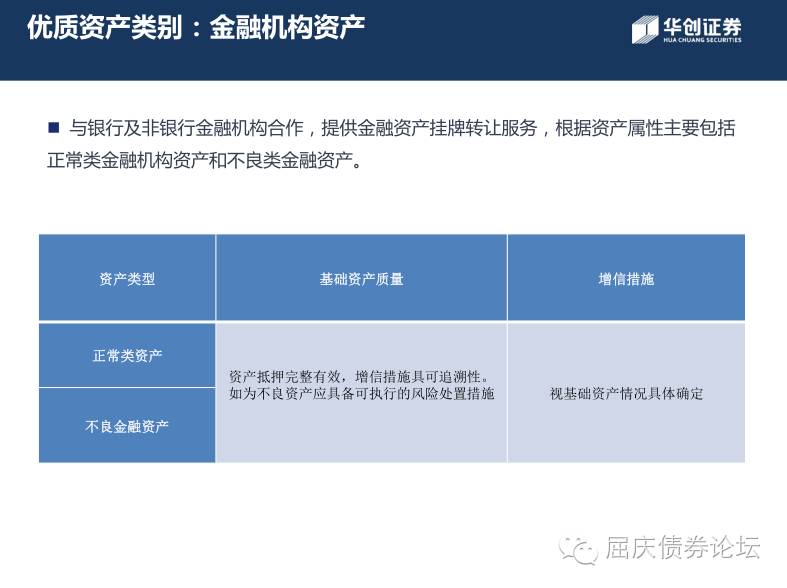 优质资产类别：金融机构资产
华创证券
HUA CHUANG SECURITIES
■ 与银行及非银行金融机构合作，提供金融资产挂牌转让服务，根据资产属性主要包括
正常类金融机构资产和不良类金融资产。
资产类型
基础资产质量
增信措施
正常类资产
资产抵押完整有效，增信措施具可追溯性。
如为不良资产应具备可执行的风险处置措施
视基础资产情况具体确定
不良金融资产
屈庆债券论坛